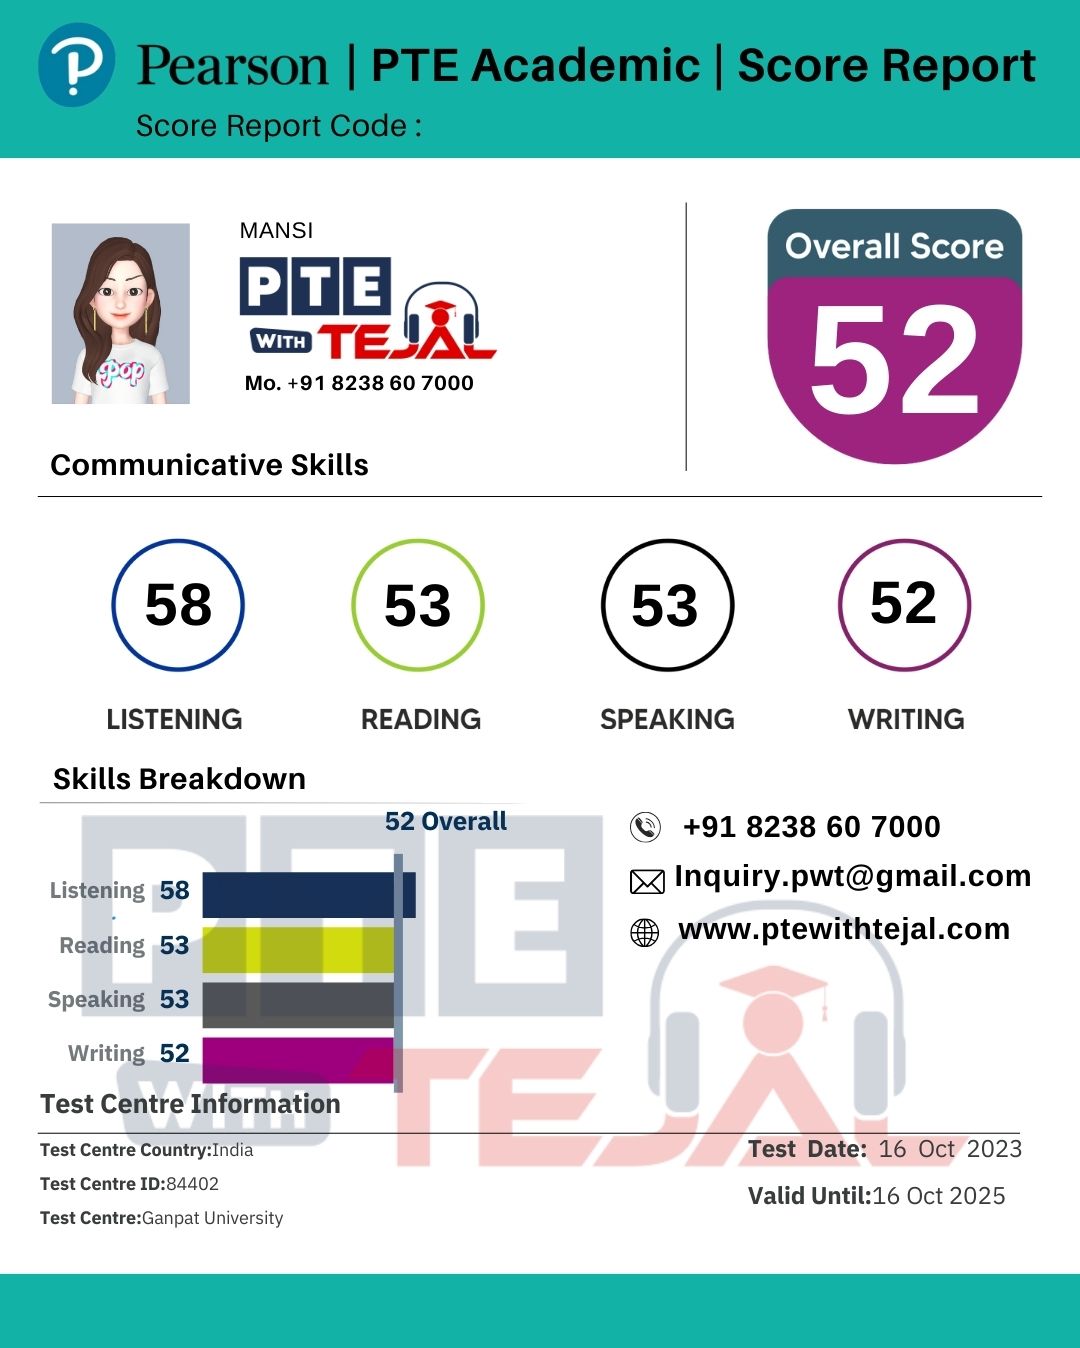 Pearson | PTE Academic | Score Report
Score Report Code :
MANSI
PTE
WITH TEJAL
Mo. +91 8238 60 7000
Pop
Overall Score
52
Communicative Skills
58 53 53 52
LISTENING READING SPEAKING WRITING
Skills Breakdown
52 Overall
Listening 58
Reading 53
Speaking 53
Writing 52
+91 8238 60 7000
Inquiry.pwt@gmail.com
www.ptewithtejal.com
PTE
WITH TEJAL
Test Centre Information
Test Centre Country:India
Test Centre ID:84402
Test Centre:Ganpat University
Test Date: 16 Oct 2023
Valid Until:16 Oct 2025